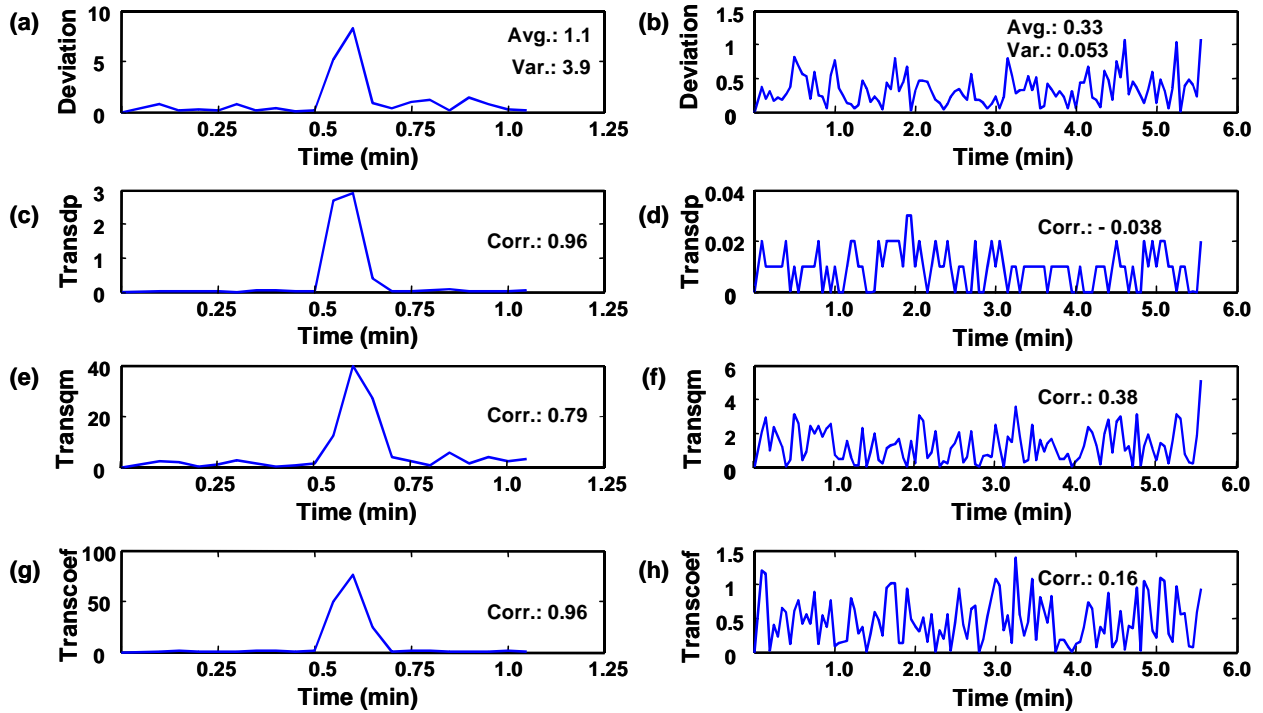 (a)
Deviation
10
5
0
Avg.: 1.1
Var.: 3.9
0.25
0.5
0.75
1.0
1.25
Time (min)
(b)
Deviation
1.5
1
0.5
0
Avg.: 0.33
Var.: 0.053
1.0
2.0
3.0
4.0
5.0
6.0
Time (min)
(c)
Transdp
3
2
1
0
Corr.: 0.96
0.25
0.5
0.75
1.0
1.25
Time (min)
(d)
Transdp
0.04
0.02
0
Corr.: - 0.038
1.0
2.0
3.0
4.0
5.0
6.0
Time (min)
(e)
Transqm
40
20
0
Corr.: 0.79
0.25
0.5
0.75
1.0
1.25
Time (min)
(f)
Transqm
6
4
2
0
Corr.: 0.38
1.0
2.0
3.0
4.0
5.0
6.0
Time (min)
(g)
Transcoef
100
50
0
Corr.: 0.96
0.25
0.5
0.75
1.0
1.25
Time (min)
(h)
Transcoef
1.5
1
0.5
0
Corr.: 0.16
1.0
2.0
3.0
4.0
5.0
6.0
Time (min)